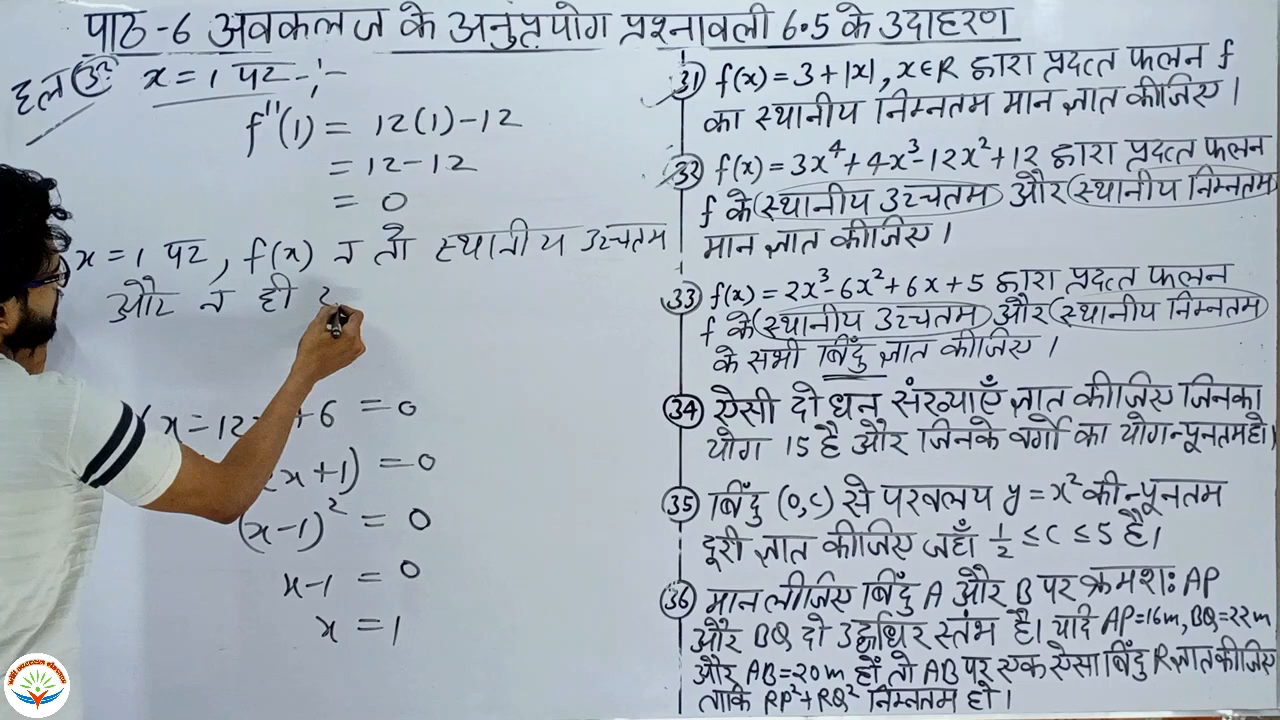 पाठ-6 अवकलज के अनुप्रयोग प्रश्नावली 6.5 के उदाहरण
हल
x = 1 पर -:-
f''(1) = 12(1) - 12
= 12 - 12
= 0
x = 1 पर, f(x) न तो स्थानीय उच्चतम
और न ही
x = 12 + 6 = 0
x + 1) = 0
(x - 1)² = 0
x - 1 = 0
x = 1
31) f(x) = 3 + |x|, x ∈ R द्वारा प्रदत्त फलन f
का स्थानीय निम्नतम मान ज्ञात कीजिए।
32) f(x) = 3x⁴ + 4x³ - 12x² + 12 द्वारा प्रदत्त फलन
f के (स्थानीय उच्चतम) और (स्थानीय निम्नतम
मान ज्ञात कीजिए।
33) f(x) = 2x³ - 6x² + 6x + 5 द्वारा प्रदत्त फलन
f के (स्थानीय उच्चतम) और (स्थानीय निम्नतम)
के सभी बिंदु ज्ञात कीजिए।
34) ऐसी दो धन संख्याएँ ज्ञात कीजिए जिनका
योग 15 है और जिनके वर्गों का योग न्यूनतम हो।
35) बिंदु (0, c) से परवलय y = x² की न्यूनतम
दूरी ज्ञात कीजिए जहाँ 1/2 ≤ c ≤ 5 है।
36) मान लीजिए बिंदु A और B पर क्रमशः AP
और BQ दो उर्द्धाधर स्तंभ है। यदि AP=16m, BQ=22m
और AB=20m हों तो AB पर एक ऐसा बिंदु R ज्ञात कीजिए
ताकि RP² + RQ² निम्नतम हो।